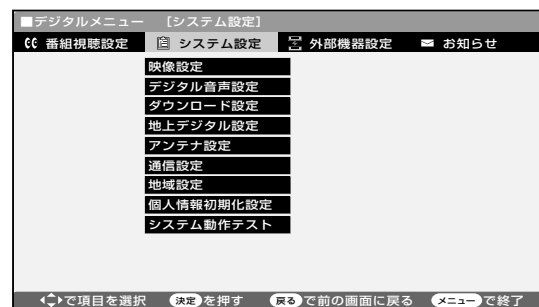 ■デジタルメニュー [システム設定]
番組視聴設定 システム設定 外部機器設定 お知らせ
映像設定
デジタル音声設定
ダウンロード設定
地上デジタル設定
アンテナ設定
通信設定
地域設定
個人情報初期化設定
システム動作テスト
で項目を選択 決定を押す 戻るで前の画面に戻る メニューで終了